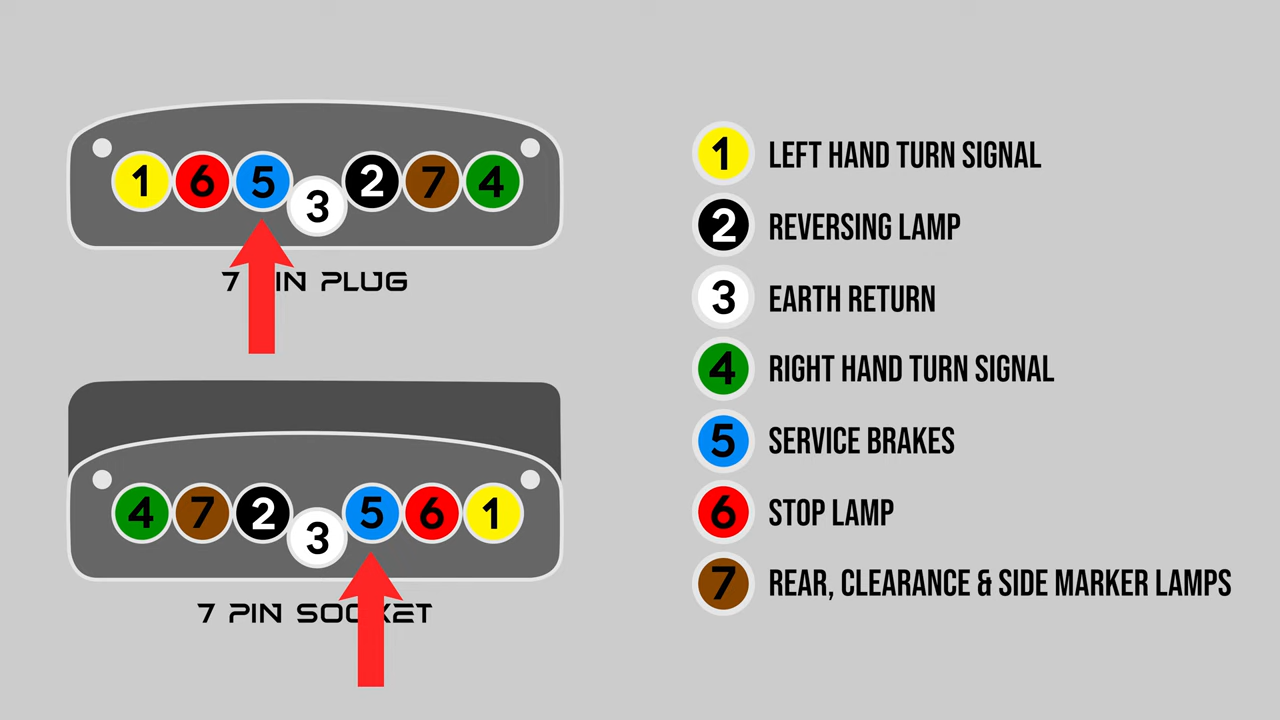 1 6 5 3 2 7 4
7 IN PLUG
4 7 2 3 5 6 1
7 PIN SOCKET
1 LEFT HAND TURN SIGNAL
2 REVERSING LAMP
3 EARTH RETURN
4 RIGHT HAND TURN SIGNAL
5 SERVICE BRAKES
6 STOP LAMP
7 REAR, CLEARANCE & SIDE MARKER LAMPS